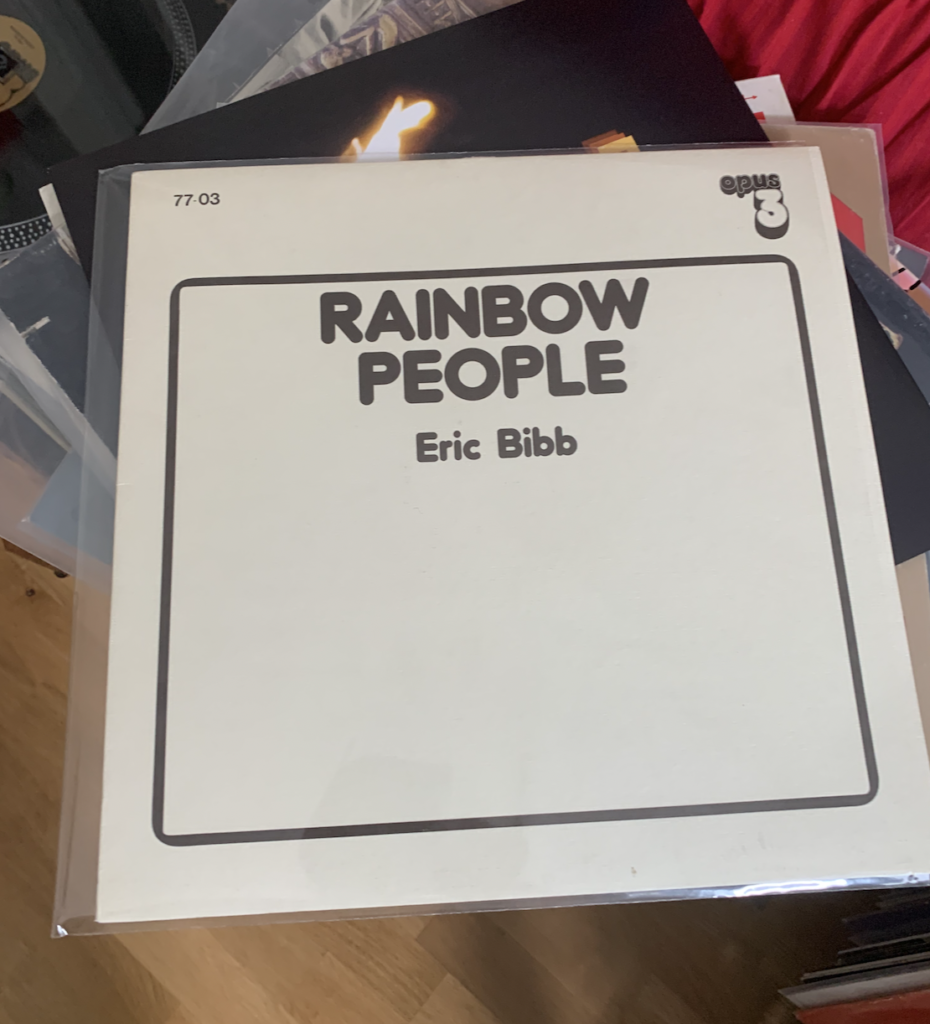 77-03
opus
3
RAINBOW
PEOPLE
Eric Bibb